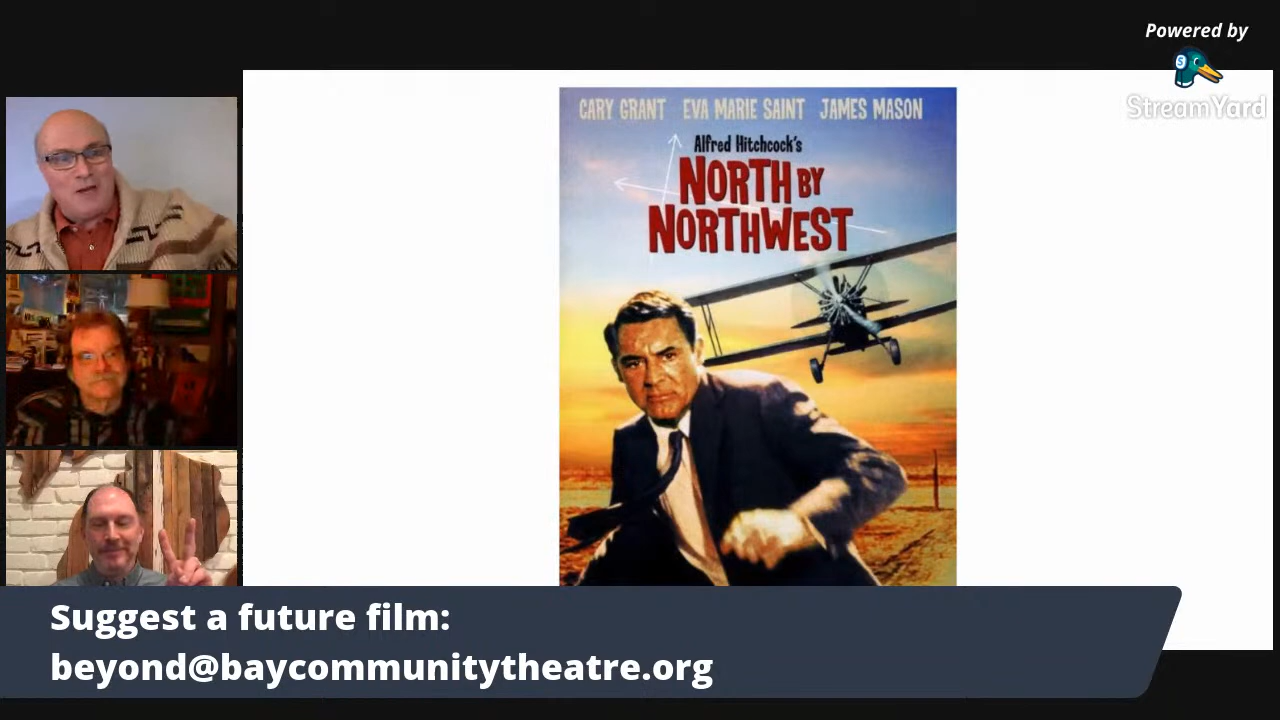 Powered by
StreamYard
CARY GRANT EVA MARIE SAINT JAMES MASON
Alfred Hitchcock's
NORTH BY
NORTHWEST
Suggest a future film:
beyond@baycommunitytheatre.org